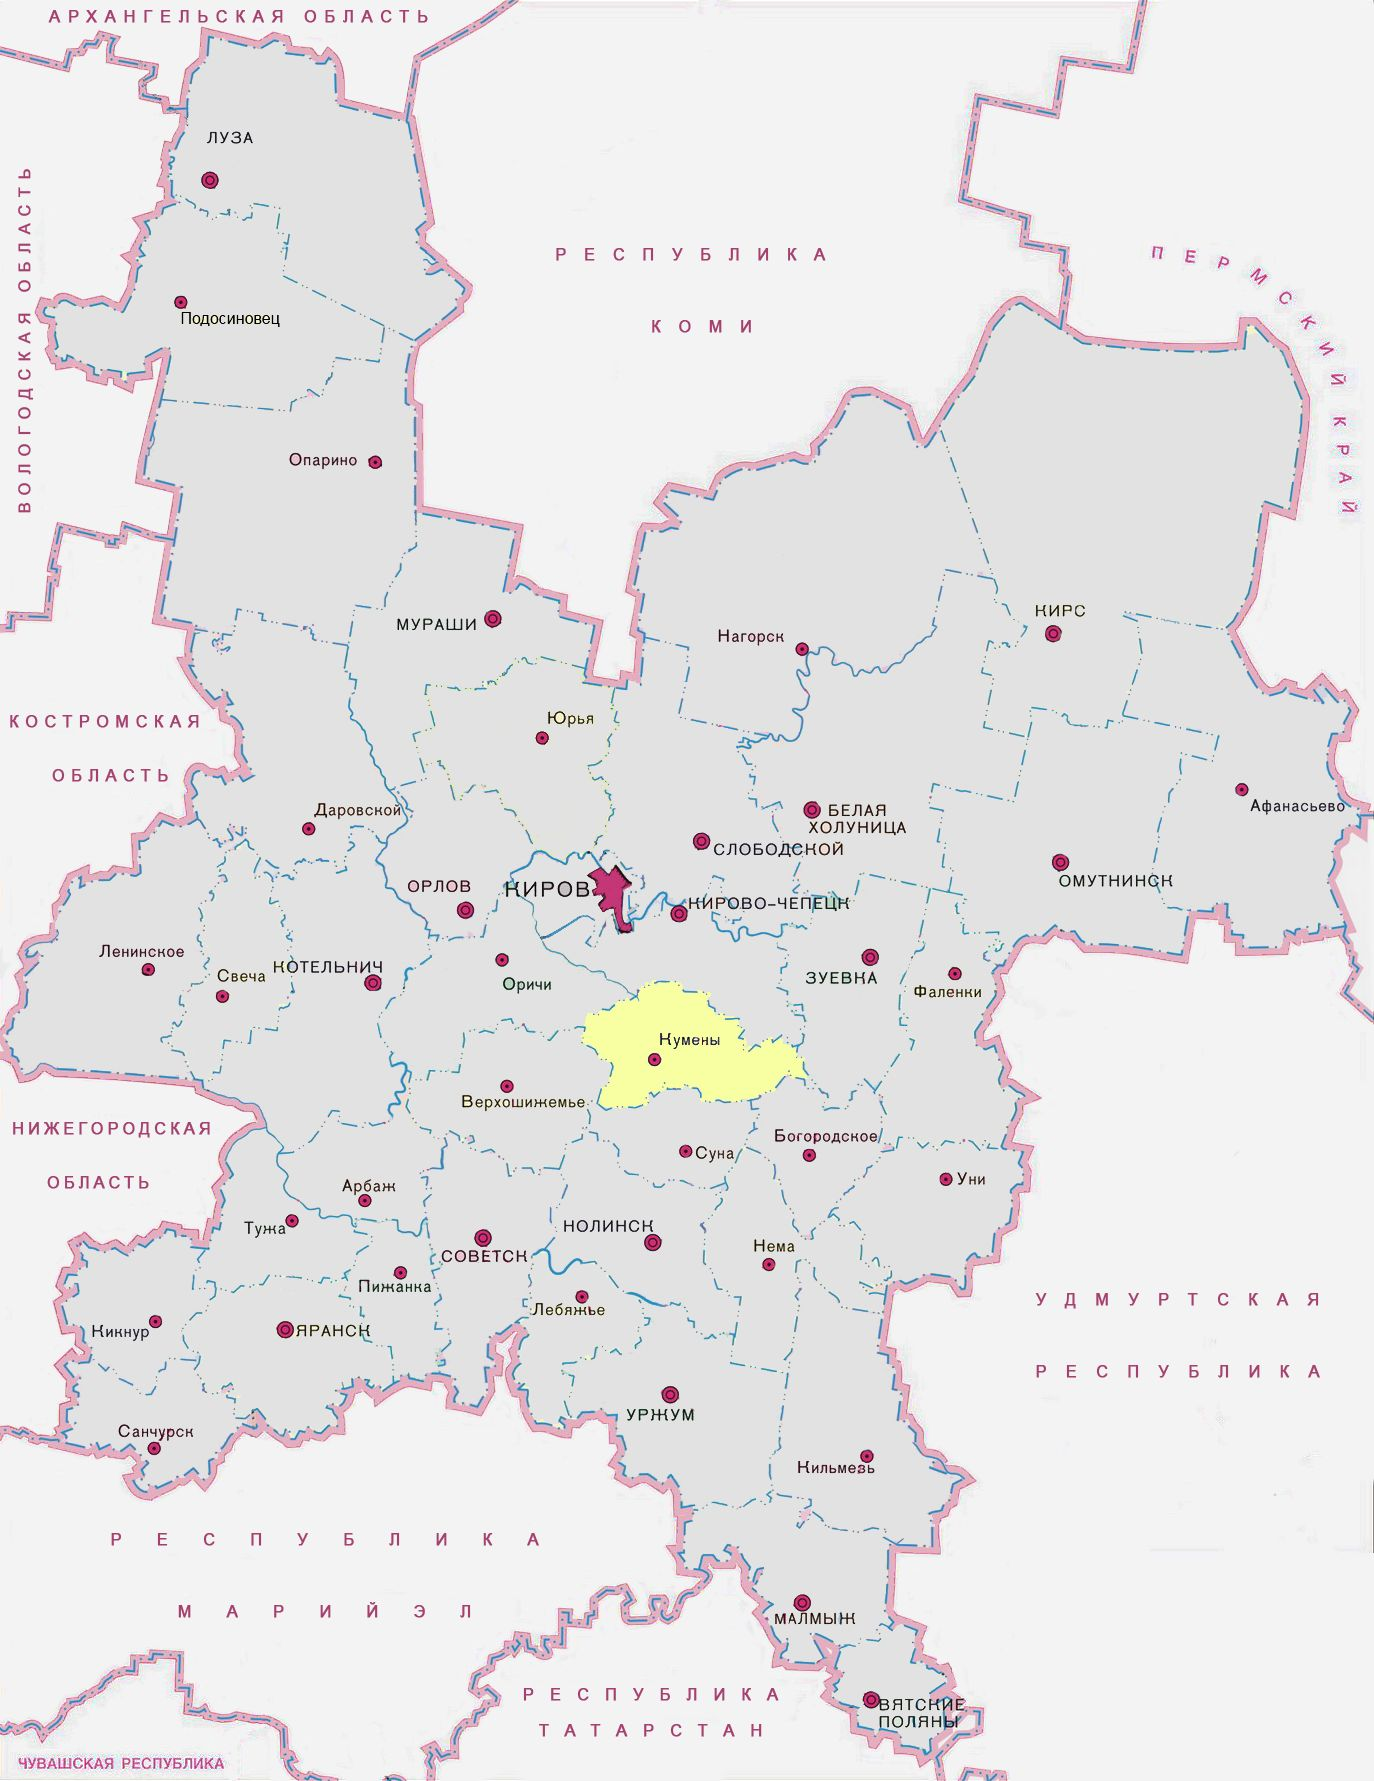 АРХАНГЕЛЬСКАЯ ОБЛАСТЬ
ЛУЗА
ВОЛОГОДСКАЯ ОБЛАСТЬ
РЕСПУБЛИКА
КОМИ
ПЕРМСКИЙ КРАЙ
Подосиновец
Опарино
МУРАШИ
Нагорск
КИРС
КОСТРОМСКАЯ
ОБЛАСТЬ
Юрья
Даровской
БЕЛАЯ
ХОЛУНИЦА
Афанасьево
СЛОБОДСКОЙ
ОМУТНИНСК
ОРЛОВ
КИРОВ
КИРОВО-ЧЕПЕЦК
Ленинское
Свеча
КОТЕЛЬНИЧ
Оричи
ЗУЕВКА
Фаленки
Кумены
Верхошижемье
НИЖЕГОРОДСКАЯ
ОБЛАСТЬ
Богородское
Суна
Арбаж
Уни
Тужа
НОЛИНСК
СОВЕТСК
Нема
Пижанка
Лебяжье
УДМУРТСКАЯ
РЕСПУБЛИКА
Кикнур
ЯРАНСК
УРЖУМ
Санчурск
Кильмезь
РЕСПУБЛИКА
МАРИЙ ЭЛ
МАЛМЫЖ
РЕСПУБЛИКА
ТАТАРСТАН
ВЯТСКИЕ
ПОЛЯНЫ
ЧУВАШСКАЯ РЕСПУБЛИКА